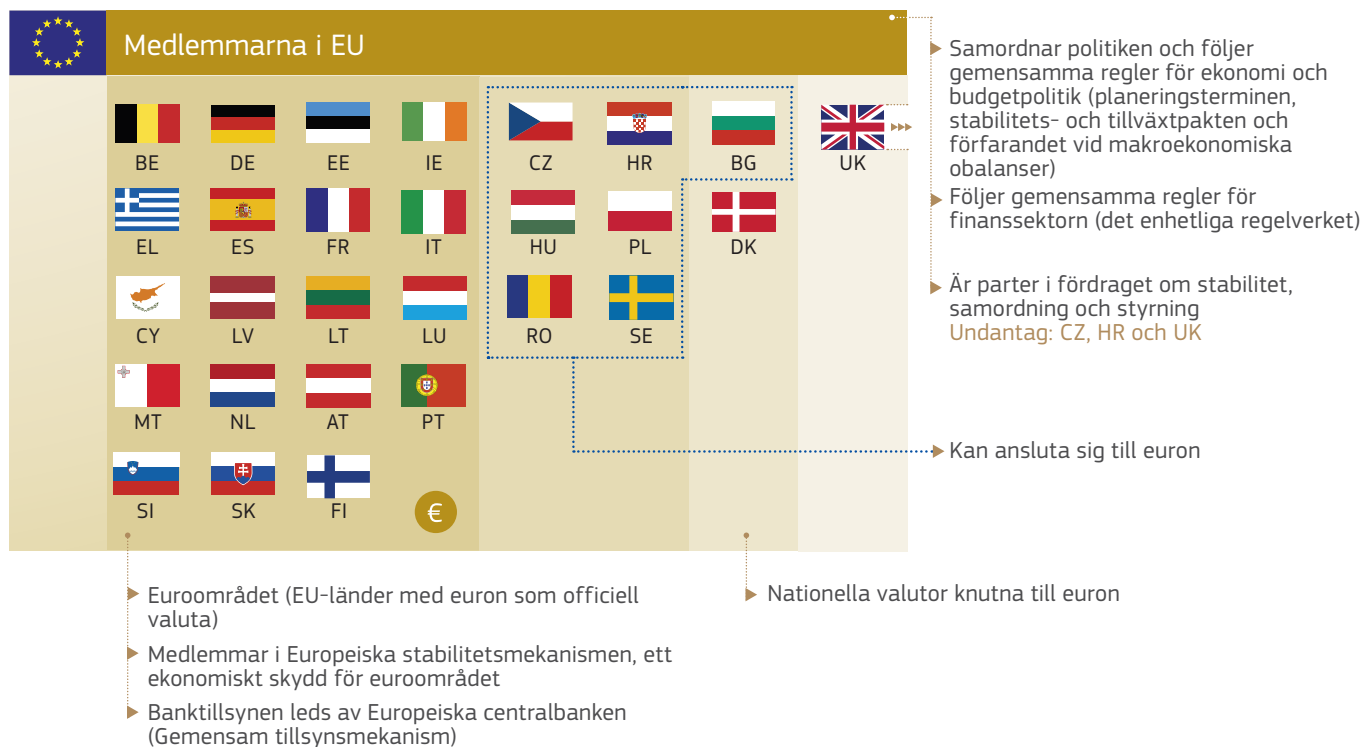 Medlemmarna i EU
BE DE EE IE CZ HR BG UK
EL ES FR IT HU PL DK
CY LV LT LU RO SE
MT NL AT PT
SI SK FI €
Samordnar politiken och följer
gemensamma regler för ekonomi och
budgetpolitik (planeringsterminen,
stabilitets- och tillväxtpakten och
förfarandet vid makroekonomiska
obalanser)
Följer gemensamma regler för
finanssektorn (det enhetliga regelverket)
Är parter i fördraget om stabilitet,
samordning och styrning
Undantag: CZ, HR och UK
Kan ansluta sig till euron
Euroområdet (EU-länder med euron som officiell
valuta)
Medlemmar i Europeiska stabilitetsmekanismen, ett
ekonomiskt skydd för euroområdet
Banktillsynen leds av Europeiska centralbanken
(Gemensam tillsynsmekanism)
Nationella valutor knutna till euron